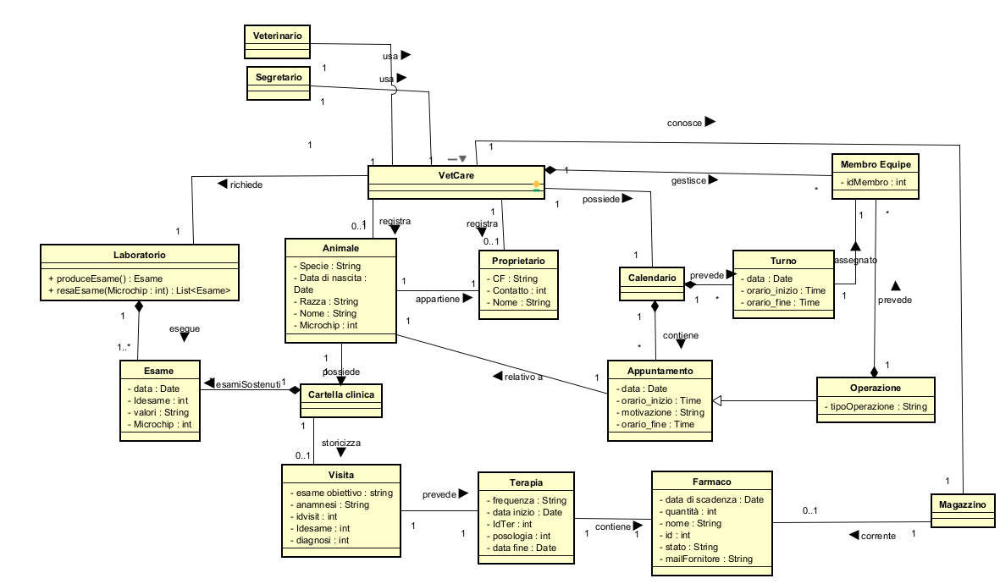 Veterinario
usa
1
Segretario
usa
1
conosce
1
1
1
1
VetCare
1
Membro Equipe
- idMembro : int
gestisce
*
richiede
1
possiede
1
1
*
1
0..1
1
registra
1
registra
0..1
Laboratorio
+ produceEsame() : Esame
+ resaEsame(Microchip : int) : List<Esame>
Animale
- Specie : String
- Data di nascita :
Date
- Razza : String
- Nome : String
- Microchip : int
Proprietario
- CF : String
- Contatto : int
- Nome : String
1
appartiene
1
1
Calendario
prevede
1
*
Turno
- data : Date
- orario_inizio : Time
- orario_fine : Time
assegnato
1
prevede
1
esegue
1..*
1
*
contiene
1
1
possiede
relativo a
1
Esame
- data : Date
- Idesame : int
- valori : String
- Microchip : int
*
esamiSostenuti
1
Cartella clinica
Appuntamento
- data : Date
- orario_inizio : Time
- motivazione : String
- orario_fine : Time
1
Operazione
- tipoOperazione : String
1
storicizza
0..1
Visita
- esame obiettivo : string
- anamnesi : String
- idvisit : int
- Idesame : int
- diagnosi : int
prevede
1
1
Terapia
- frequenza : String
- data inizio : Date
- IdTer : int
- posologia : int
- data fine : Date
contiene
1
1
Farmaco
- data di scadenza : Date
- quantità : int
- nome : String
- id : int
- stato : String
- mailFornitore : String
0..1
corrente
1
1
Magazzino